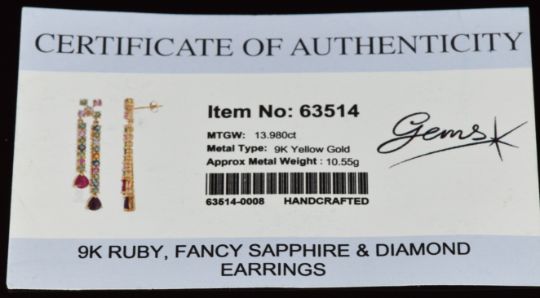 CERTIFICATE OF AUTHENTICITY
Item No: 63514
MTGW: 13.980ct
Metal Type: 9K Yellow Gold
Approx Metal Weight : 10.55g
Gems
63514-0008 HANDCRAFTED
9K RUBY, FANCY SAPPHIRE & DIAMOND
EARRINGS